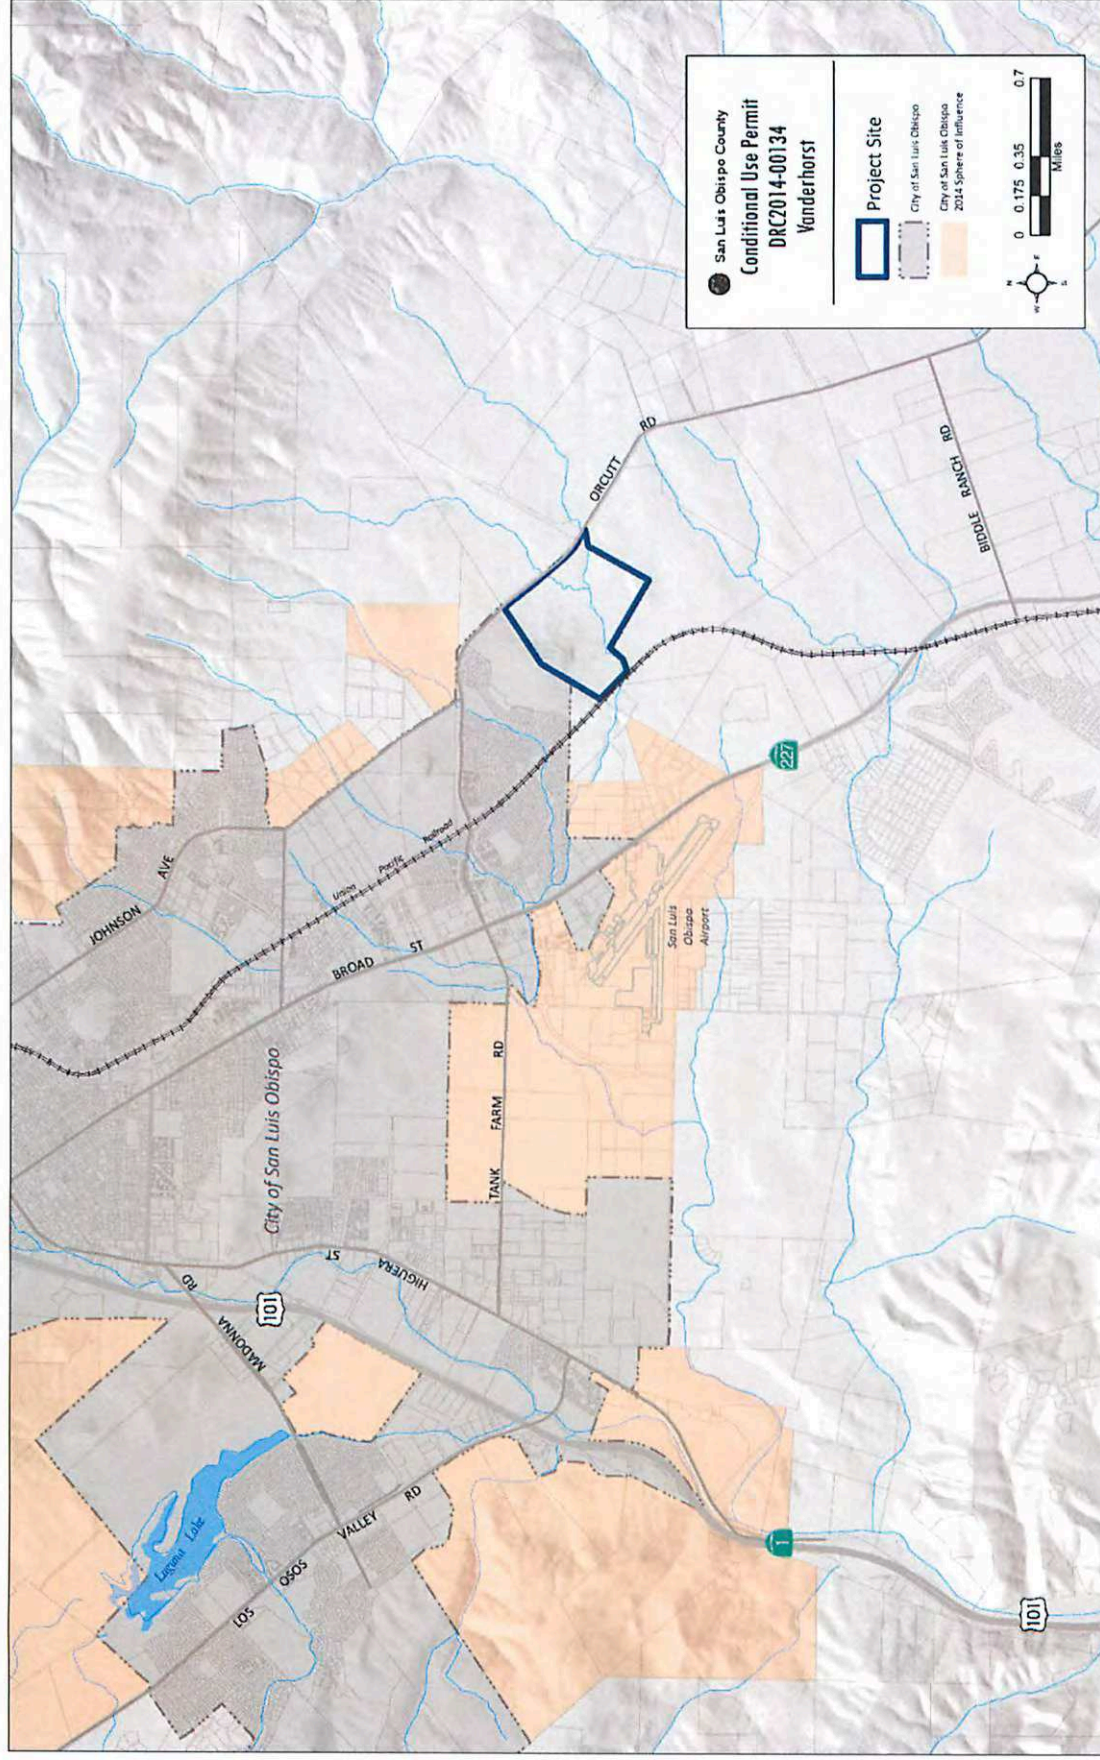 San Luis Obispo County
Conditional Use Permit
DRC2014-00134
Vanderhorst
Project Site
City of San Luis Obispo
City of San Luis Obispo
2014 Sphere of Influence
0 0.175 0.35 0.7
Miles
N
W E
S
JOHNSON AVE
Union Pacific Railroad
BROAD ST
ORCUTT RD
BIDDLE RANCH RD
227
San Luis
Obispo
Airport
TANK FARM RD
City of San Luis Obispo
HIGUERA ST
MADONNA RD
101
Laguna Lake
LOS OSOS VALLEY RD
1
101